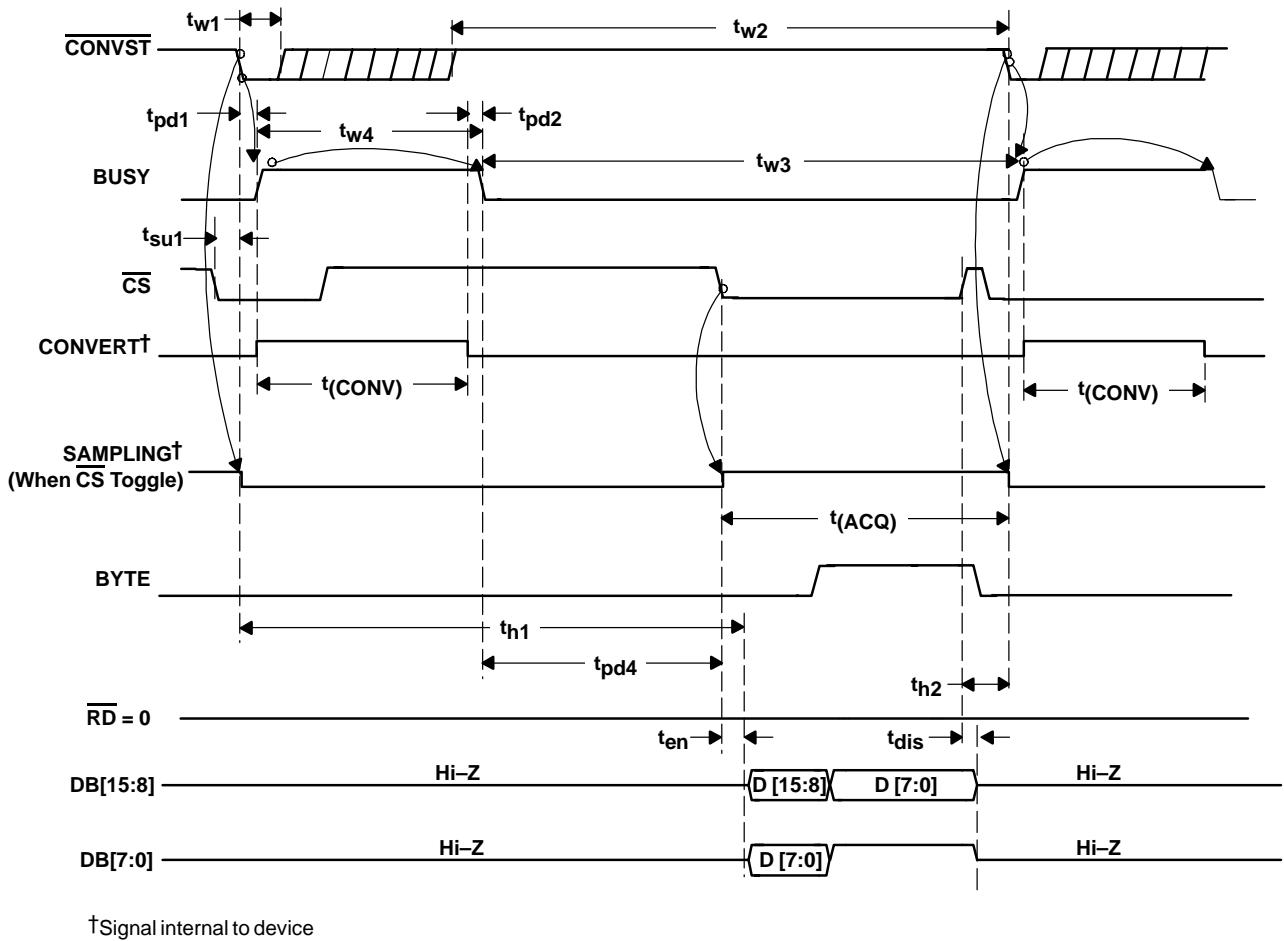 tw1
CONVST
tw2
tpd1
tw4
tpd2
BUSY
tw3
tsu1
CS
CONVERT†
t(CONV)
t(CONV)
SAMPLING†
(When CS Toggle)
t(ACQ)
BYTE
th1
tpd4
th2
RD = 0
ten
tdis
DB[15:8]
Hi–Z
D [15:8]
D [7:0]
Hi–Z
DB[7:0]
Hi–Z
D [7:0]
Hi–Z
†Signal internal to device